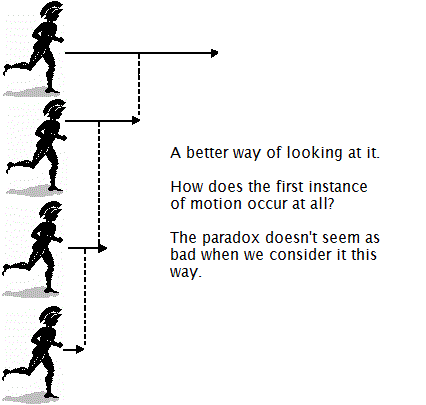 A better way of looking at it.
How does the first instance
of motion occur at all?
The paradox doesn't seem as
bad when we consider it this
way.